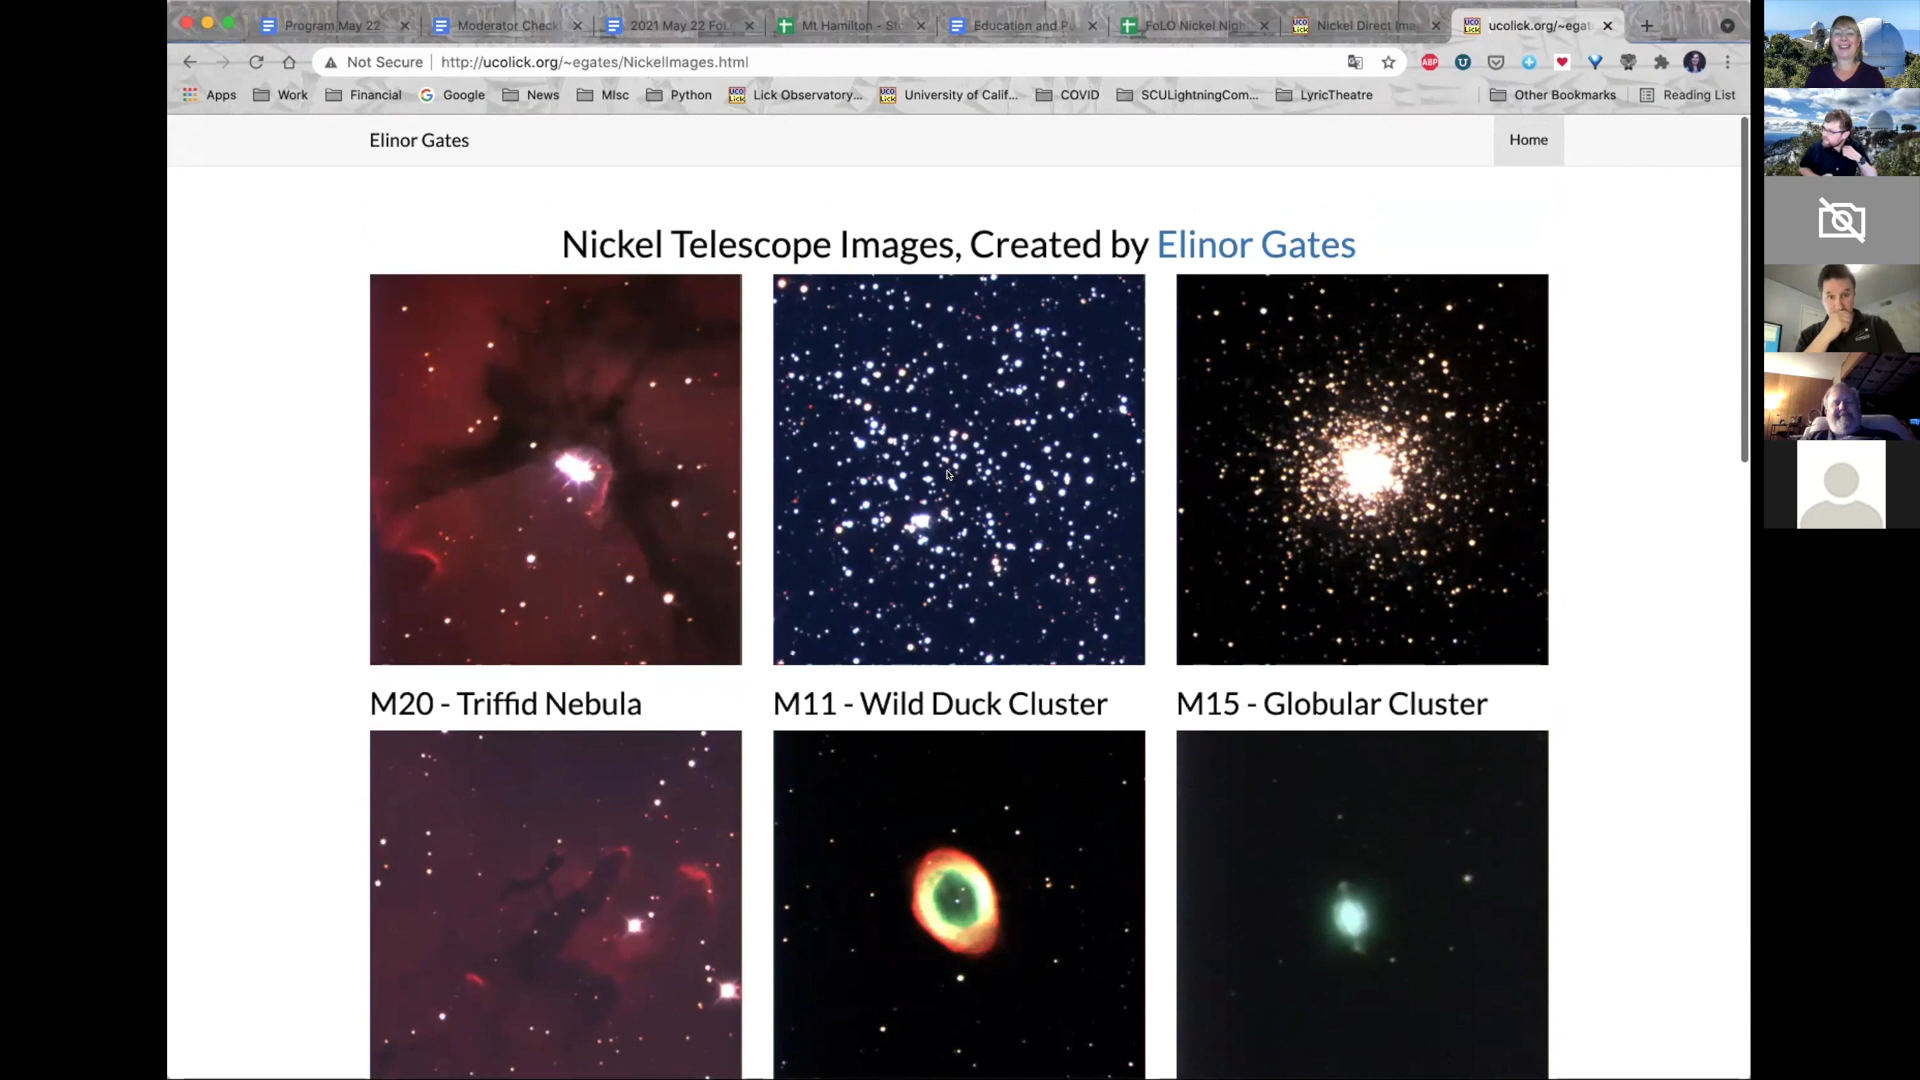 Program May 22
Moderator Check
2021 May 22 Fo
Mt Hamilton - St
Education and P
FoLO Nickel Nigh
Nickel Direct Ima
ucolick.org/~egat
Not Secure
http://ucolick.org/~egates/NickelImages.html
ABP
Apps
Work
Financial
Google
News
MIsc
Python
Lick Observatory...
University of Calif...
COVID
SCULightningCom...
LyricTheatre
Other Bookmarks
Reading List
Elinor Gates
Home
Nickel Telescope Images, Created by Elinor Gates
M20 - Triffid Nebula
M11 - Wild Duck Cluster
M15 - Globular Cluster